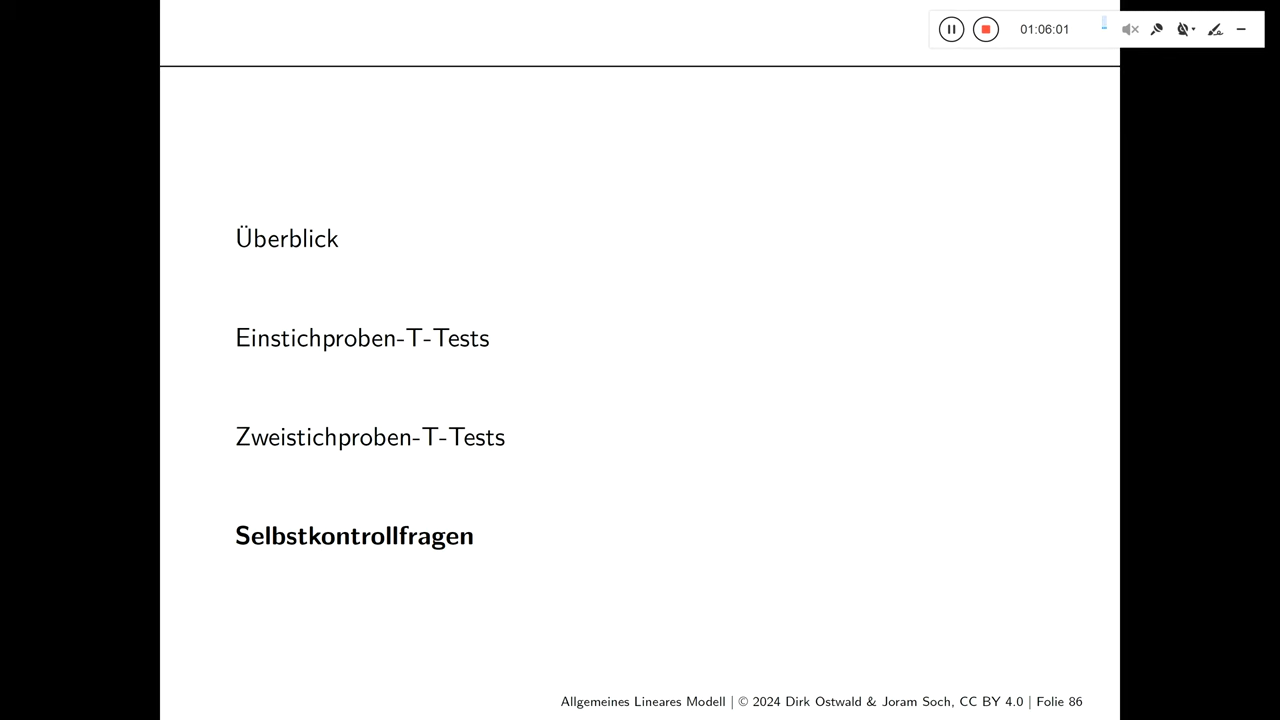 01:06:01
Überblick
Einstichproben-T-Tests
Zweistichproben-T-Tests
Selbstkontrollfragen
Allgemeines Lineares Modell | © 2024 Dirk Ostwald & Joram Soch, CC BY 4.0 | Folie 86